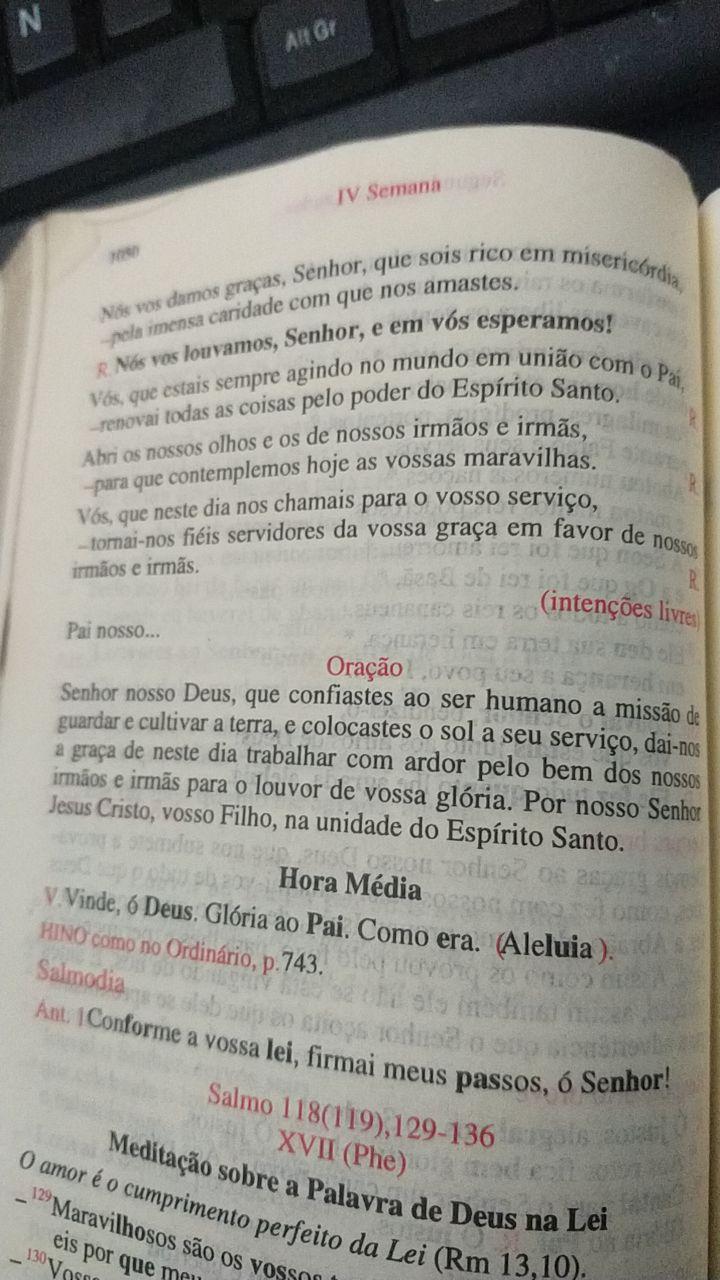 N
Alt Gr
IV Semana
1080
Nós vos damos graças, Senhor, que sois rico em misericórdia,
–pela imensa caridade com que nos amastes.
R. Nós vos louvamos, Senhor, e em vós esperamos!
Vós, que estais sempre agindo no mundo em união com o Pai,
–renovai todas as coisas pelo poder do Espírito Santo. R.
Abri os nossos olhos e os de nossos irmãos e irmãs,
–para que contemplemos hoje as vossas maravilhas. R.
Vós, que neste dia nos chamais para o vosso serviço,
–tornai-nos fiéis servidores da vossa graça em favor de nossos
irmãos e irmãs. R.
(intenções livres)
Pai nosso...
Oração
Senhor nosso Deus, que confiastes ao ser humano a missão de
guardar e cultivar a terra, e colocastes o sol a seu serviço, dai-nos
a graça de neste dia trabalhar com ardor pelo bem dos nossos
irmãos e irmãs para o louvor de vossa glória. Por nosso Senhor
Jesus Cristo, vosso Filho, na unidade do Espírito Santo.
Hora Média
V. Vinde, ó Deus. Glória ao Pai. Como era. (Aleluia ).
HINO como no Ordinário, p.743.
Salmodia
Ant. 1 Conforme a vossa lei, firmai meus passos, ó Senhor!
Salmo 118(119),129-136
XVII (Phe)
Meditação sobre a Palavra de Deus na Lei
O amor é o cumprimento perfeito da Lei (Rm 13,10).
–129 Maravilhosos são os vossos
eis por que meu
–130